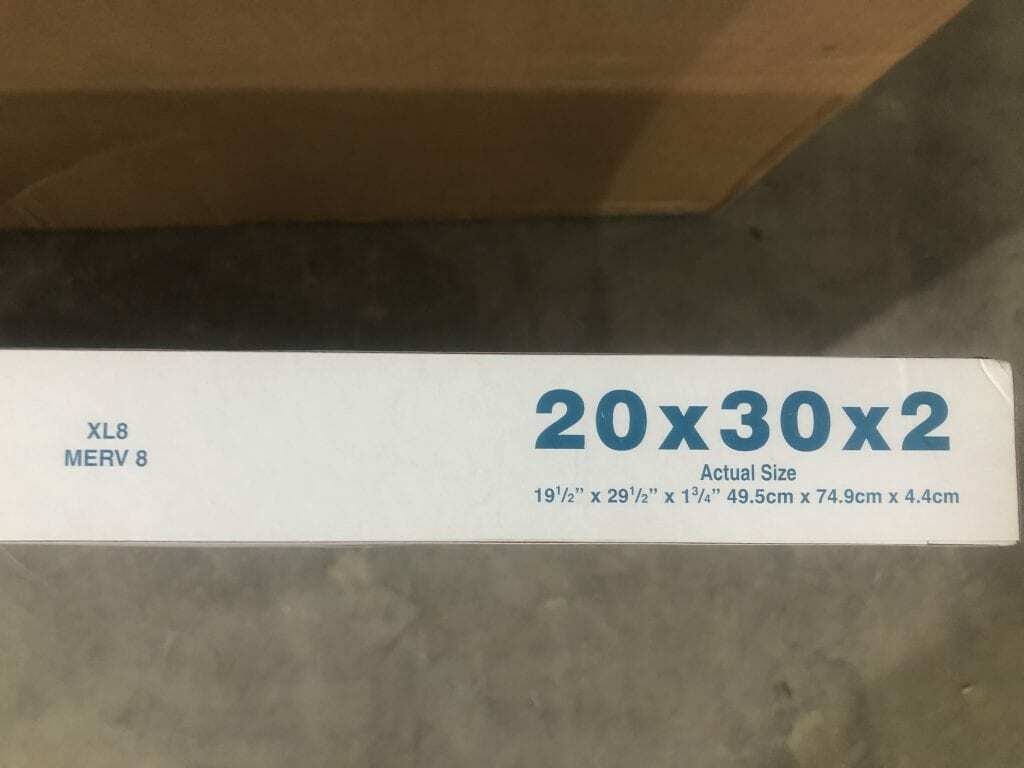 XL8
MERV 8
20x30x2
Actual Size
19¹/₂” x 29¹/₂” x 1³/₄” 49.5cm x 74.9cm x 4.4cm